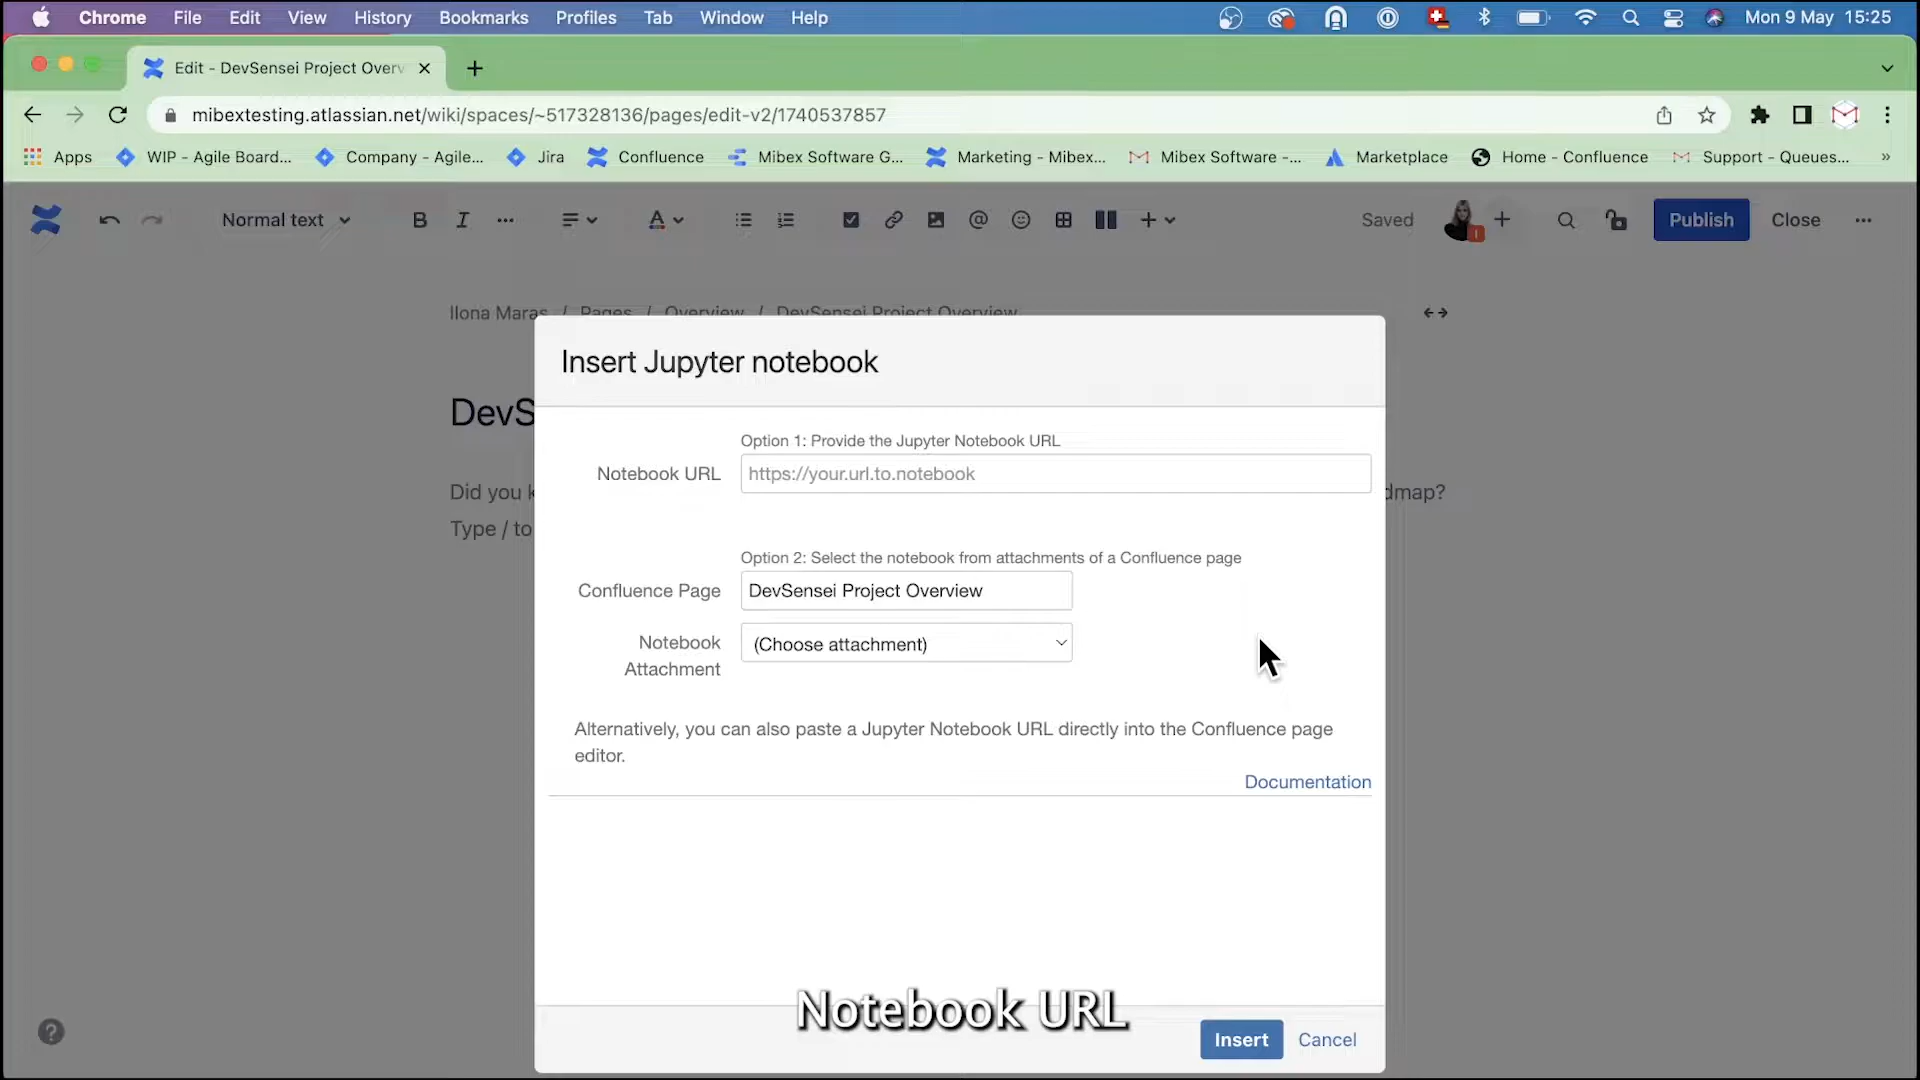 Chrome File Edit View History Bookmarks Profiles Tab Window Help Mon 9 May 15:25
Edit - DevSensei Project Overv
mibextesting.atlassian.net/wiki/spaces/~517328136/pages/edit-v2/1740537857
Apps WIP - Agile Board... Company - Agile... Jira Confluence Mibex Software G... Marketing - Mibex... Mibex Software -... Marketplace Home - Confluence Support - Queues... »
Normal text B I ... A @ + Saved I + Publish Close ...
Ilona Maras / Pages / Overview / DevSensei Project Overview
Insert Jupyter notebook
DevS
Option 1: Provide the Jupyter Notebook URL
Notebook URL https://your.url.to.notebook
Did you k dmap?
Type / to
Option 2: Select the notebook from attachments of a Confluence page
Confluence Page DevSensei Project Overview
Notebook Attachment (Choose attachment)
Alternatively, you can also paste a Jupyter Notebook URL directly into the Confluence page
editor.
Documentation
Notebook URL
Insert Cancel
?